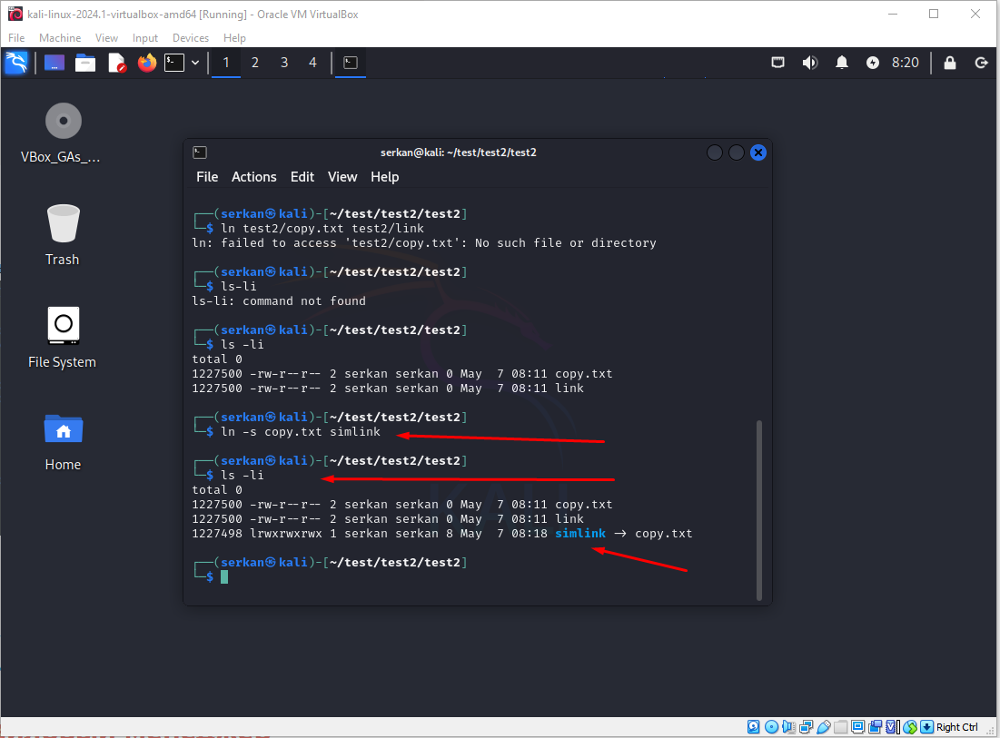 kali-linux-2024.1-virtualbox-amd64 [Running] - Oracle VM VirtualBox
File Machine View Input Devices Help
1 2 3 4 8:20
VBox_GAs_...
Trash
File System
Home
serkan@kali: ~/test/test2/test2
File Actions Edit View Help
┌──(serkan㉿kali)-[~/test/test2/test2]
└─$ ln test2/copy.txt test2/link
ln: failed to access 'test2/copy.txt': No such file or directory
┌──(serkan㉿kali)-[~/test/test2/test2]
└─$ ls-li
ls-li: command not found
┌──(serkan㉿kali)-[~/test/test2/test2]
└─$ ls -li
total 0
1227500 -rw-r--r-- 2 serkan serkan 0 May  7 08:11 copy.txt
1227500 -rw-r--r-- 2 serkan serkan 0 May  7 08:11 link
┌──(serkan㉿kali)-[~/test/test2/test2]
└─$ ln -s copy.txt simlink
┌──(serkan㉿kali)-[~/test/test2/test2]
└─$ ls -li
total 0
1227500 -rw-r--r-- 2 serkan serkan 0 May  7 08:11 copy.txt
1227500 -rw-r--r-- 2 serkan serkan 0 May  7 08:11 link
1227498 lrwxrwxrwx 1 serkan serkan 8 May  7 08:18 simlink → copy.txt
┌──(serkan㉿kali)-[~/test/test2/test2]
└─$
Right Ctrl